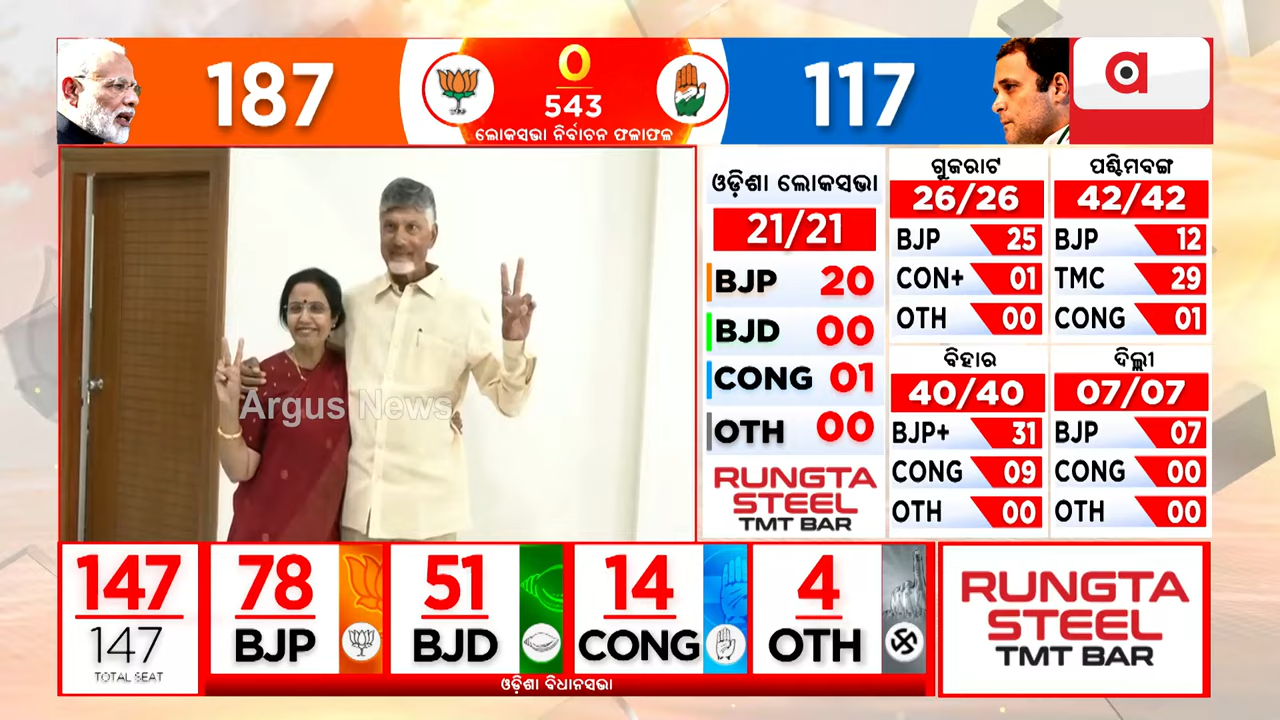 187
0
543
ଲୋକସଭା ନିର୍ବାଚନ ଫଳାଫଳ
117
a
Argus News
ଓଡ଼ିଶା ଲୋକସଭା
21/21
BJP 20
BJD 00
CONG 01
OTH 00
RUNGTA
STEEL
TMT BAR
ଗୁଜରାଟ
26/26
BJP 25
CON+ 01
OTH 00
ପଶ୍ଚିମବଙ୍ଗ
42/42
BJP 12
TMC 29
CONG 01
ବିହାର
40/40
BJP+ 31
CONG 09
OTH 00
ଦିଲ୍ଲୀ
07/07
BJP 07
CONG 00
OTH 00
147
147
TOTAL SEAT
78
BJP
51
BJD
14
CONG
4
OTH
ଓଡ଼ିଶା ବିଧାନସଭା
RUNGTA
STEEL
TMT BAR